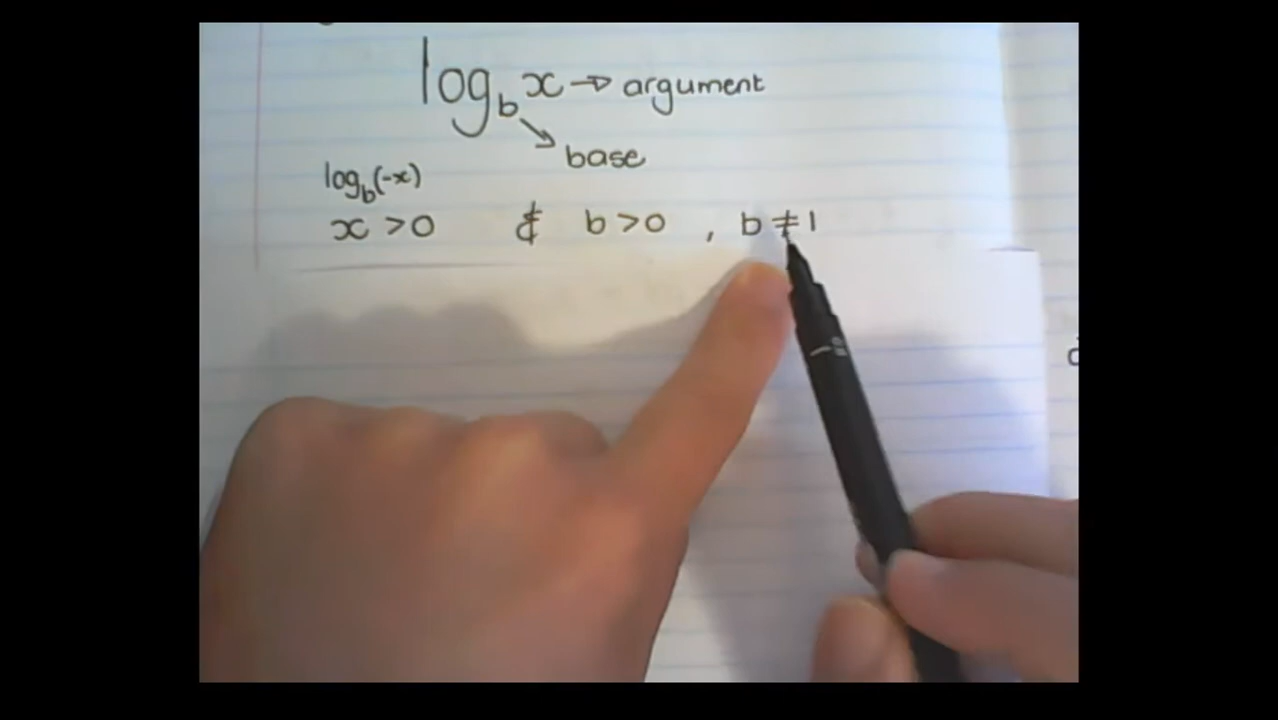 log_b x → argument
base
log_b(-x)
x > 0 & b > 0 , b ≠ 1